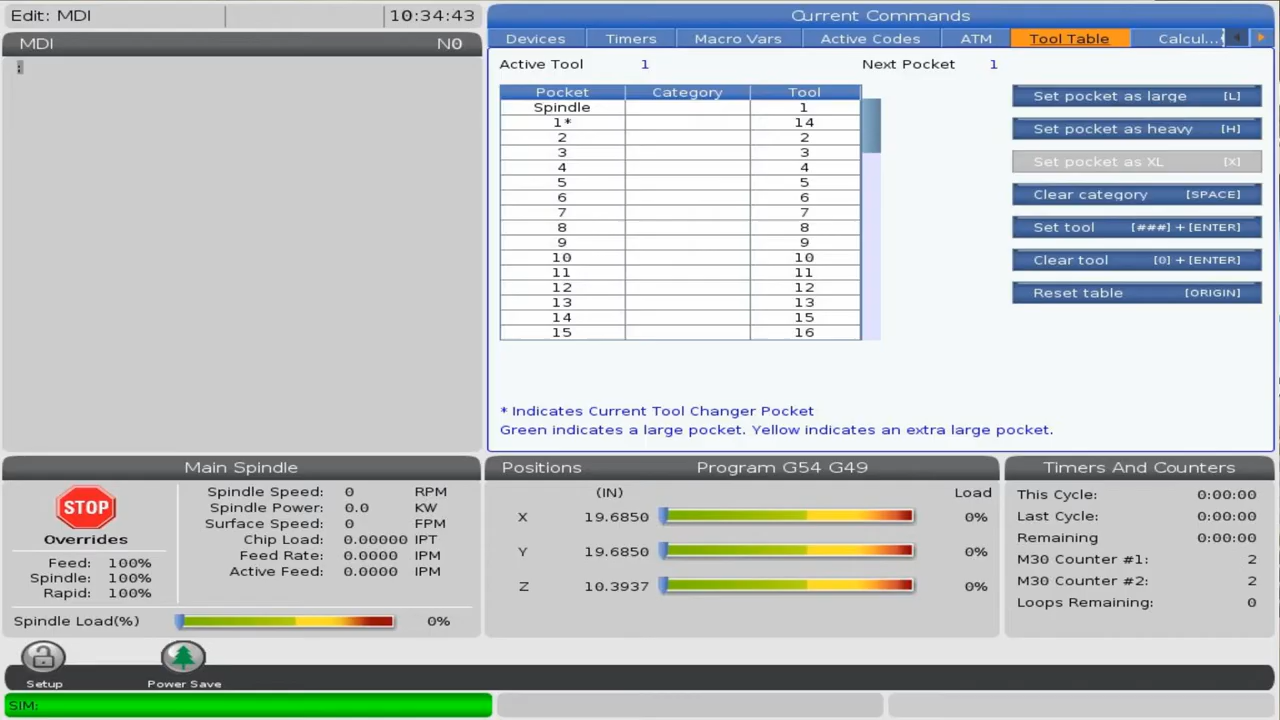 Edit: MDI 10:34:43
MDI N0
:
Current Commands
Devices Timers Macro Vars Active Codes ATM Tool Table Calcul...
Active Tool 1 Next Pocket 1
Pocket Category Tool
Spindle 1
1* 14
2 2
3 3
4 4
5 5
6 6
7 7
8 8
9 9
10 10
11 11
12 12
13 13
14 15
15 16
Set pocket as large [L]
Set pocket as heavy [H]
Set pocket as XL [X]
Clear category [SPACE]
Set tool [###] + [ENTER]
Clear tool [0] + [ENTER]
Reset table [ORIGIN]
* Indicates Current Tool Changer Pocket
Green indicates a large pocket. Yellow indicates an extra large pocket.
Main Spindle
STOP
Overrides
Feed: 100%
Spindle: 100%
Rapid: 100%
Spindle Speed: 0 RPM
Spindle Power: 0.0 KW
Surface Speed: 0 FPM
Chip Load: 0.00000 IPT
Feed Rate: 0.0000 IPM
Active Feed: 0.0000 IPM
Spindle Load(%) 0%
Positions Program G54 G49
(IN) Load
X 19.6850 0%
Y 19.6850 0%
Z 10.3937 0%
Timers And Counters
This Cycle: 0:00:00
Last Cycle: 0:00:00
Remaining 0:00:00
M30 Counter #1: 2
M30 Counter #2: 2
Loops Remaining: 0
Setup Power Save
SIM: